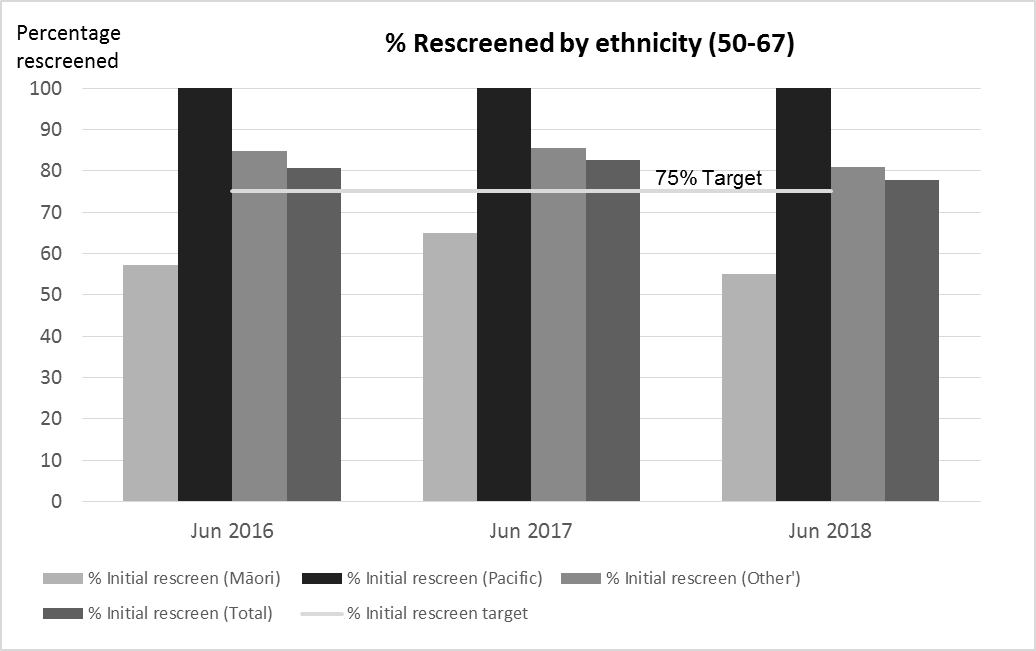 Percentage
rescreened
% Rescreened by ethnicity (50-67)
100
90
80
70
60
50
40
30
20
10
0
75% Target
Jun 2016
Jun 2017
Jun 2018
% Initial rescreen (Māori)
% Initial rescreen (Pacific)
% Initial rescreen (Other')
% Initial rescreen (Total)
% Initial rescreen target